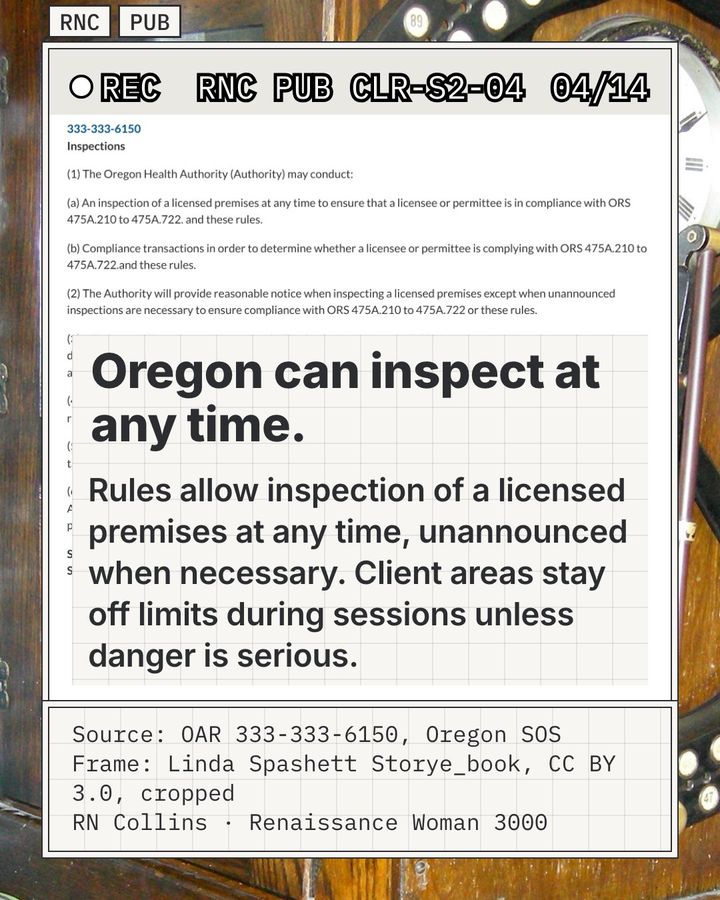 RNC PUB
REC RNC PUB CLR-S2-04 04/14
333-333-6150
Inspections
(1) The Oregon Health Authority (Authority) may conduct:
(a) An inspection of a licensed premises at any time to ensure that a licensee or permittee is in compliance with ORS
475A.210 to 475A.722. and these rules.
(b) Compliance transactions in order to determine whether a licensee or permittee is complying with ORS 475A.210 to
475A.722.and these rules.
(2) The Authority will provide reasonable notice when inspecting a licensed premises except when unannounced
inspections are necessary to ensure compliance with ORS 475A.210 to 475A.722 or these rules.
Oregon can inspect at
any time.
Rules allow inspection of a licensed
premises at any time, unannounced
when necessary. Client areas stay
off limits during sessions unless
danger is serious.
Source: OAR 333-333-6150, Oregon SOS
Frame: Linda Spashett Storye_book, CC BY
3.0, cropped
RN Collins · Renaissance Woman 3000
89
47